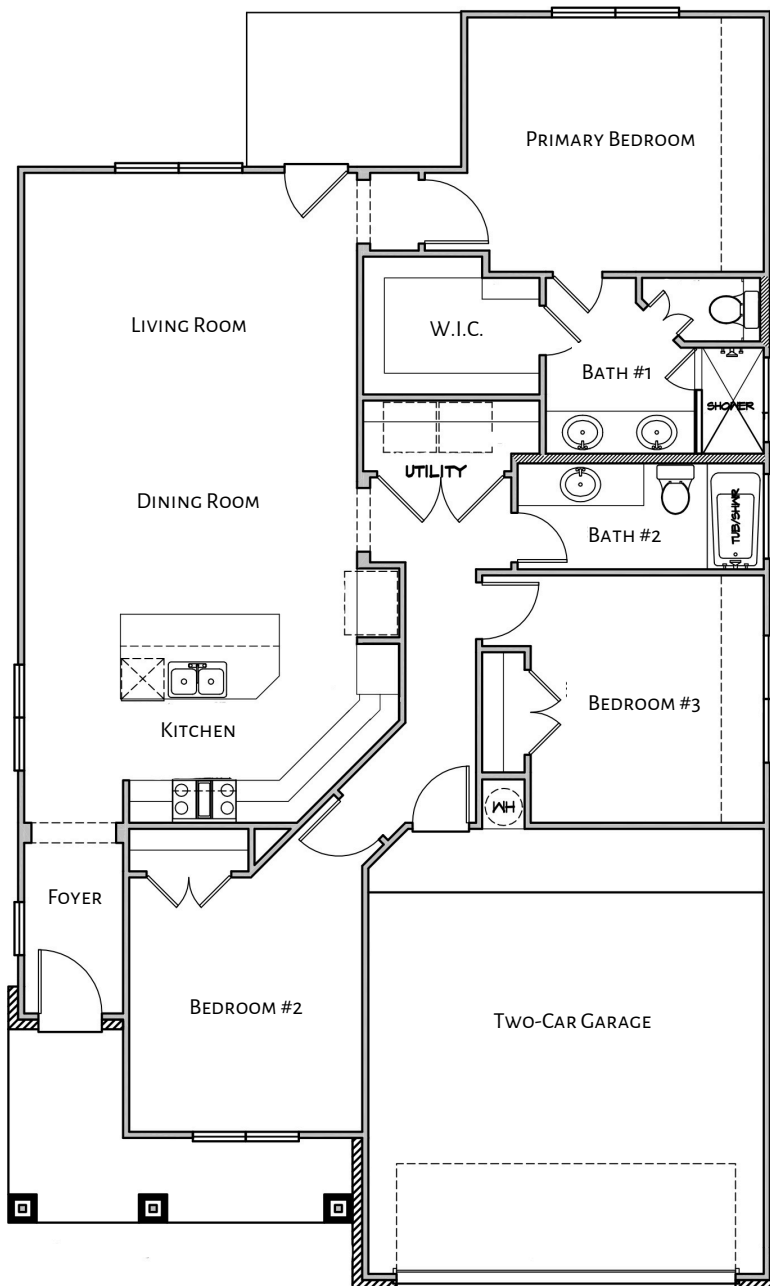 Primary Bedroom
Living Room
W.I.C.
Bath #1
SHOWER
UTILITY
Dining Room
Bath #2
TUB/SHWR
Bedroom #3
Kitchen
WH
Foyer
Bedroom #2
Two-Car Garage